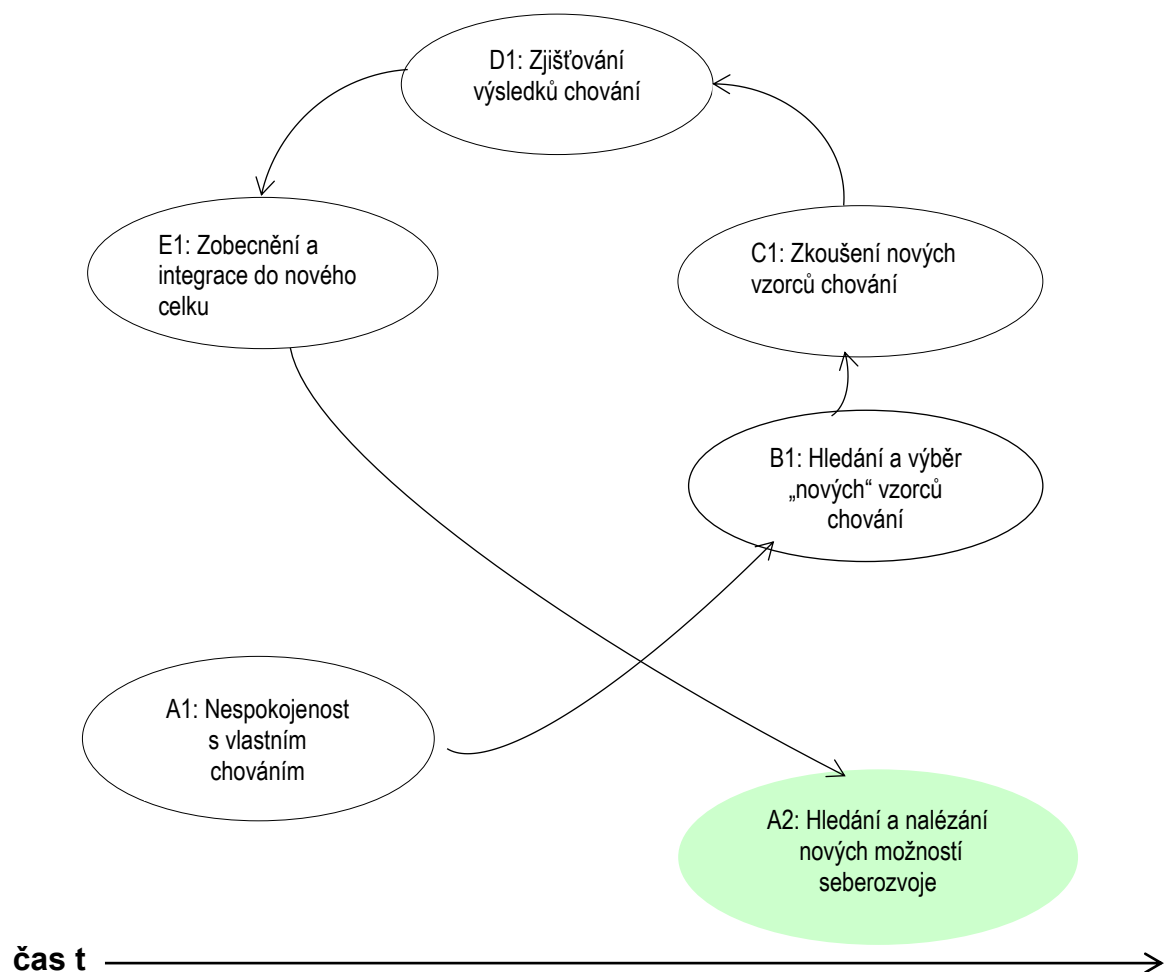 D1: Zjišťování
výsledků chování
E1: Zobecnění a
integrace do nového
celku
C1: Zkoušení nových
vzorců chování
B1: Hledání a výběr
„nových“ vzorců
chování
A1: Nespokojenost
s vlastním
chováním
A2: Hledání a nalézání
nových možností
seberozvoje
čas t